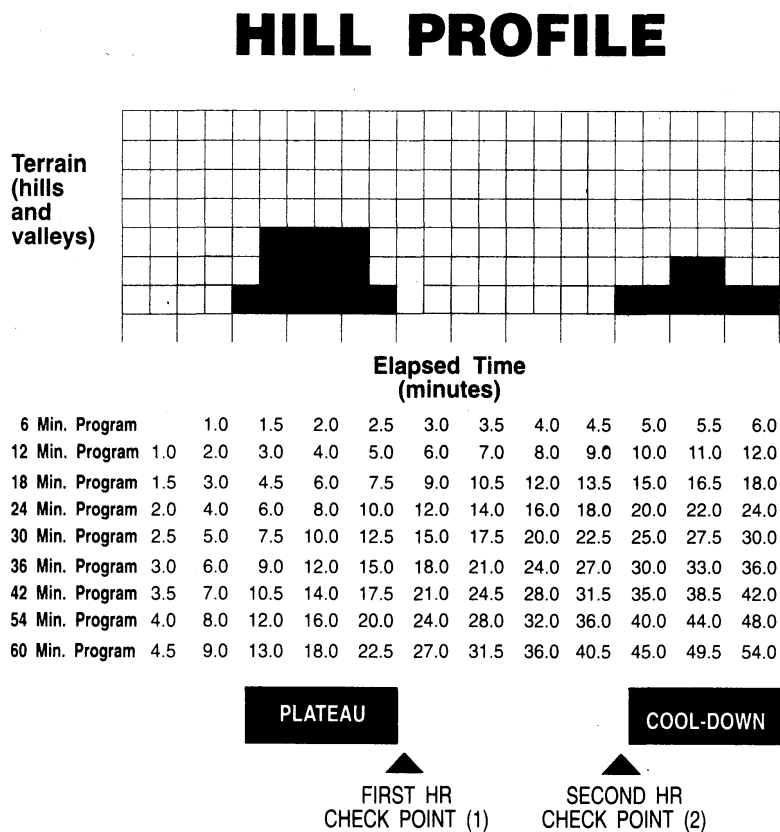 HILL PROFILE
Terrain
(hills
and
valleys)
Elapsed Time
(minutes)
6 Min. Program 1.0 1.5 2.0 2.5 3.0 3.5 4.0 4.5 5.0 5.5 6.0
12 Min. Program 1.0 2.0 3.0 4.0 5.0 6.0 7.0 8.0 9.0 10.0 11.0 12.0
18 Min. Program 1.5 3.0 4.5 6.0 7.5 9.0 10.5 12.0 13.5 15.0 16.5 18.0
24 Min. Program 2.0 4.0 6.0 8.0 10.0 12.0 14.0 16.0 18.0 20.0 22.0 24.0
30 Min. Program 2.5 5.0 7.5 10.0 12.5 15.0 17.5 20.0 22.5 25.0 27.5 30.0
36 Min. Program 3.0 6.0 9.0 12.0 15.0 18.0 21.0 24.0 27.0 30.0 33.0 36.0
42 Min. Program 3.5 7.0 10.5 14.0 17.5 21.0 24.5 28.0 31.5 35.0 38.5 42.0
54 Min. Program 4.0 8.0 12.0 16.0 20.0 24.0 28.0 32.0 36.0 40.0 44.0 48.0
60 Min. Program 4.5 9.0 13.0 18.0 22.5 27.0 31.5 36.0 40.5 45.0 49.5 54.0
PLATEAU
COOL-DOWN
FIRST HR
CHECK POINT (1)
SECOND HR
CHECK POINT (2)